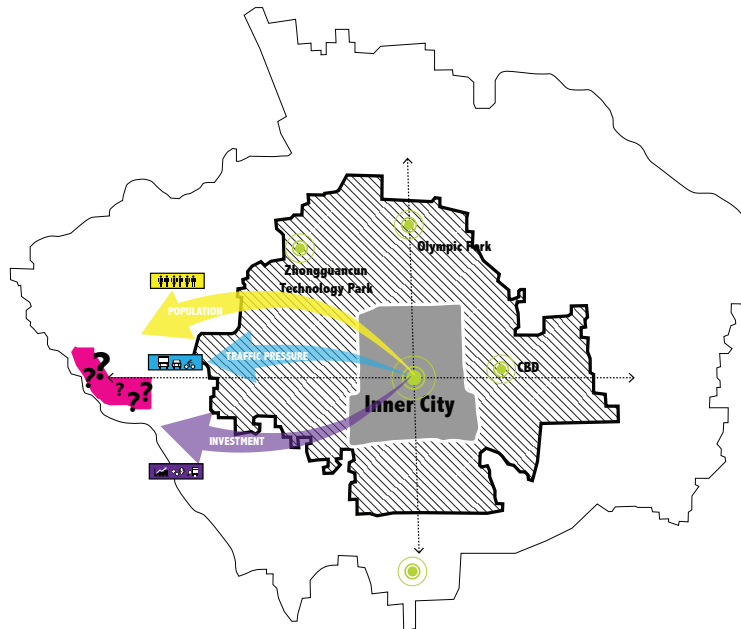 Olympic Park
Zhongguancun
Technology Park
POPULATION
TRAFFIC PRESSURE
CBD
??
???
Inner City
INVESTMENT